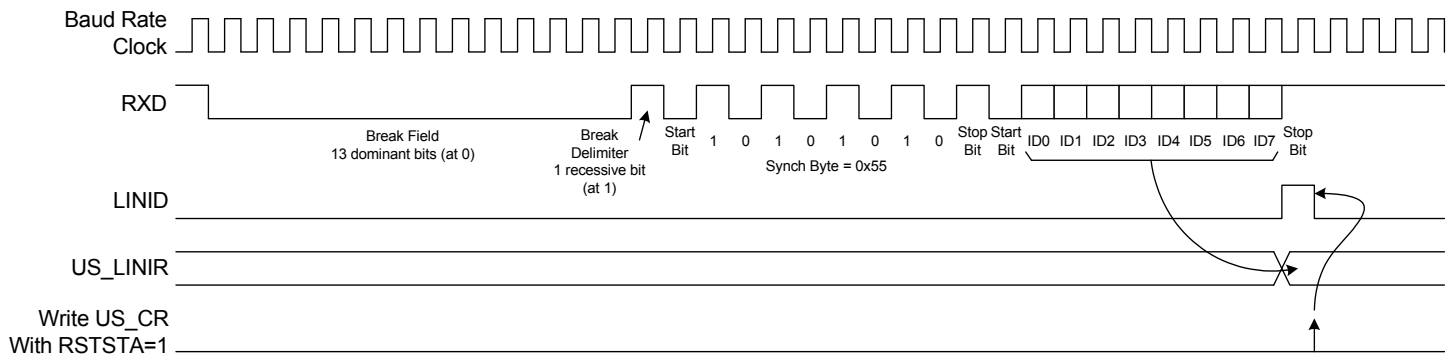 Baud Rate
Clock
RXD
Break Field
13 dominant bits (at 0)
Break
Delimiter
1 recessive bit
(at 1)
Start
Bit
1 0 1 0 1 0 1 0
Stop
Bit
Start
Bit
Synch Byte = 0x55
ID0 ID1 ID2 ID3 ID4 ID5 ID6 ID7
Stop
Bit
LINID
US_LINIR
Write US_CR
With RSTSTA=1